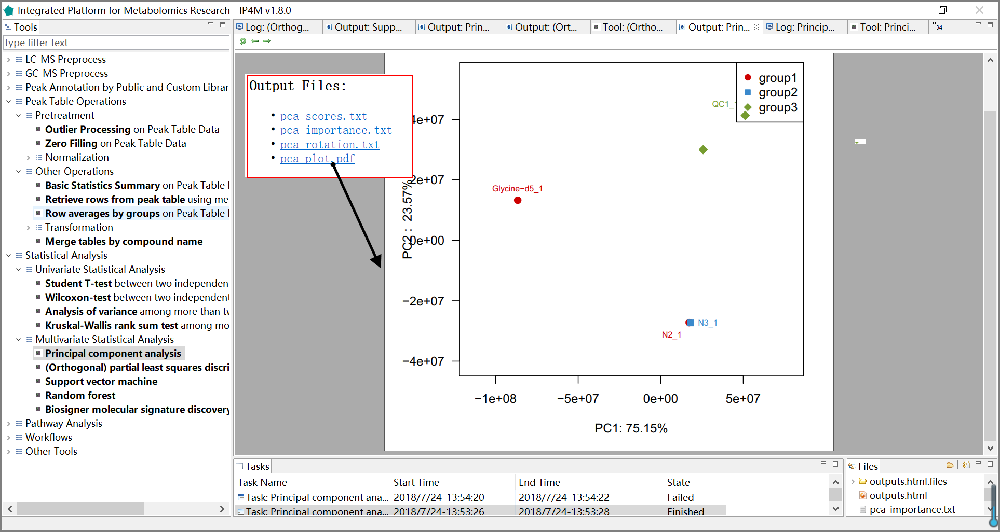 Integrated Platform for Metabolomics Research - IP4M v1.8.0
Tools
type filter text
LC-MS Preprocess
GC-MS Preprocess
Peak Annotation by Public and Custom Librar
Peak Table Operations
Pretreatment
Outlier Processing on Peak Table Data
Zero Filling on Peak Table Data
Normalization
Other Operations
Basic Statistics Summary on Peak Table
Retrieve rows from peak table using me
Row averages by groups on Peak Table
Transformation
Merge tables by compound name
Statistical Analysis
Univariate Statistical Analysis
Student T-test between two independen
Wilcoxon-test between two independent
Analysis of variance among more than tw
Kruskal-Wallis rank sum test among mo
Multivariate Statistical Analysis
Principal component analysis
(Orthogonal) partial least squares discri
Support vector machine
Random forest
Biosigner molecular signature discovery
Pathway Analysis
Workflows
Other Tools
Log: (Orthog... Output: Supp... Output: Prin... Output: (Ort... Tool: (Ortho... Output: Prin... Log: Princip... Tool: Princi... »34
Output Files:
• pca_scores.txt
• pca_importance.txt
• pca_rotation.txt
• pca_plot.pdf
group1
group2
group3
QC1_1
Glycine−d5_1
N3_1
N2_1
4e+07
2e+07
0e+00
−2e+07
−4e+07
PC2 : 23.57%
−1e+08 −5e+07 0e+00 5e+07
PC1: 75.15%
Tasks
Task Name Start Time End Time State
Task: Principal component ana... 2018/7/24-13:54:20 2018/7/24-13:54:22 Failed
Task: Principal component ana... 2018/7/24-13:53:26 2018/7/24-13:53:28 Finished
Files
outputs.html.files
outputs.html
pca_importance.txt